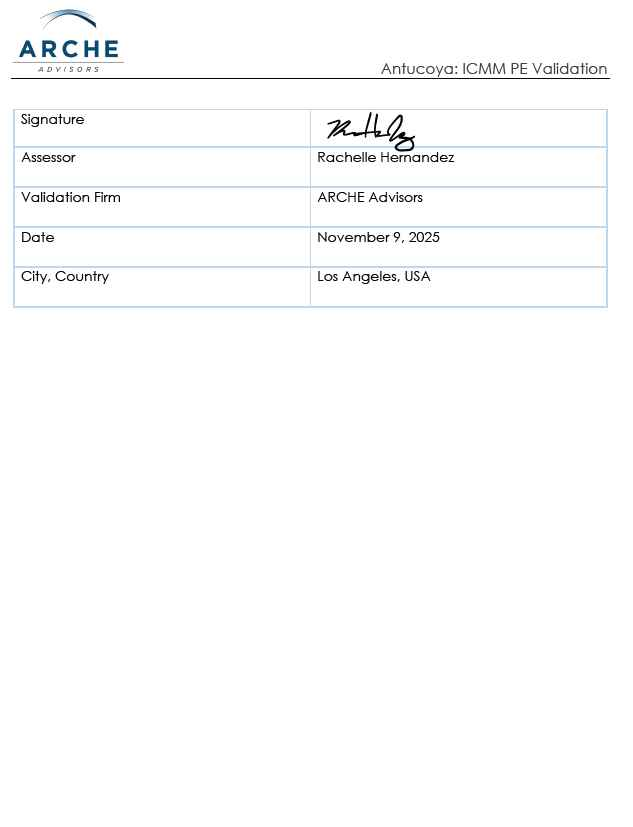 ARCHE
ADVISORS
Antucoya: ICMM PE Validation
Signature
Assessor Rachelle Hernandez
Validation Firm ARCHE Advisors
Date November 9, 2025
City, Country Los Angeles, USA